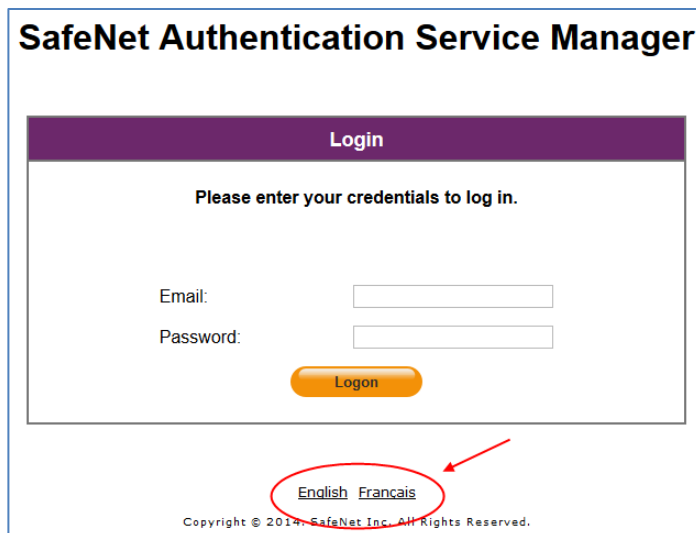 SafeNet Authentication Service Manager
Login
Please enter your credentials to log in.
Email:
Password:
Logon
English Français
Copyright © 2014. SafeNet Inc. All Rights Reserved.